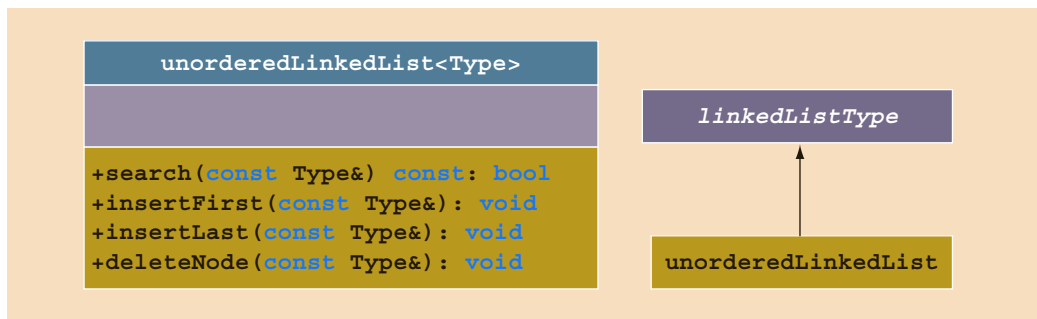 unorderedLinkedList<Type>
+search(const Type&) const: bool
+insertFirst(const Type&): void
+insertLast(const Type&): void
+deleteNode(const Type&): void
linkedListType
unorderedLinkedList